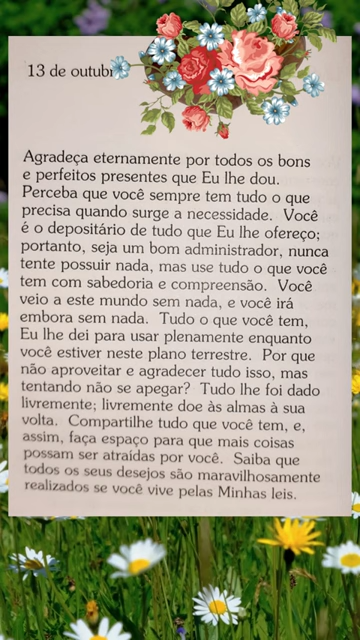 13 de outubr
Agradeça eternamente por todos os bons
e perfeitos presentes que Eu lhe dou.
Perceba que você sempre tem tudo o que
precisa quando surge a necessidade. Você
é o depositário de tudo que Eu lhe ofereço;
portanto, seja um bom administrador, nunca
tente possuir nada, mas use tudo o que você
tem com sabedoria e compreensão. Você
veio a este mundo sem nada, e você irá
embora sem nada. Tudo o que você tem,
Eu lhe dei para usar plenamente enquanto
você estiver neste plano terrestre. Por que
não aproveitar e agradecer tudo isso, mas
tentando não se apegar? Tudo lhe foi dado
livremente; livremente doe às almas à sua
volta. Compartilhe tudo que você tem, e,
assim, faça espaço para que mais coisas
possam ser atraídas por você. Saiba que
todos os seus desejos são maravilhosamente
realizados se você vive pelas Minhas leis.